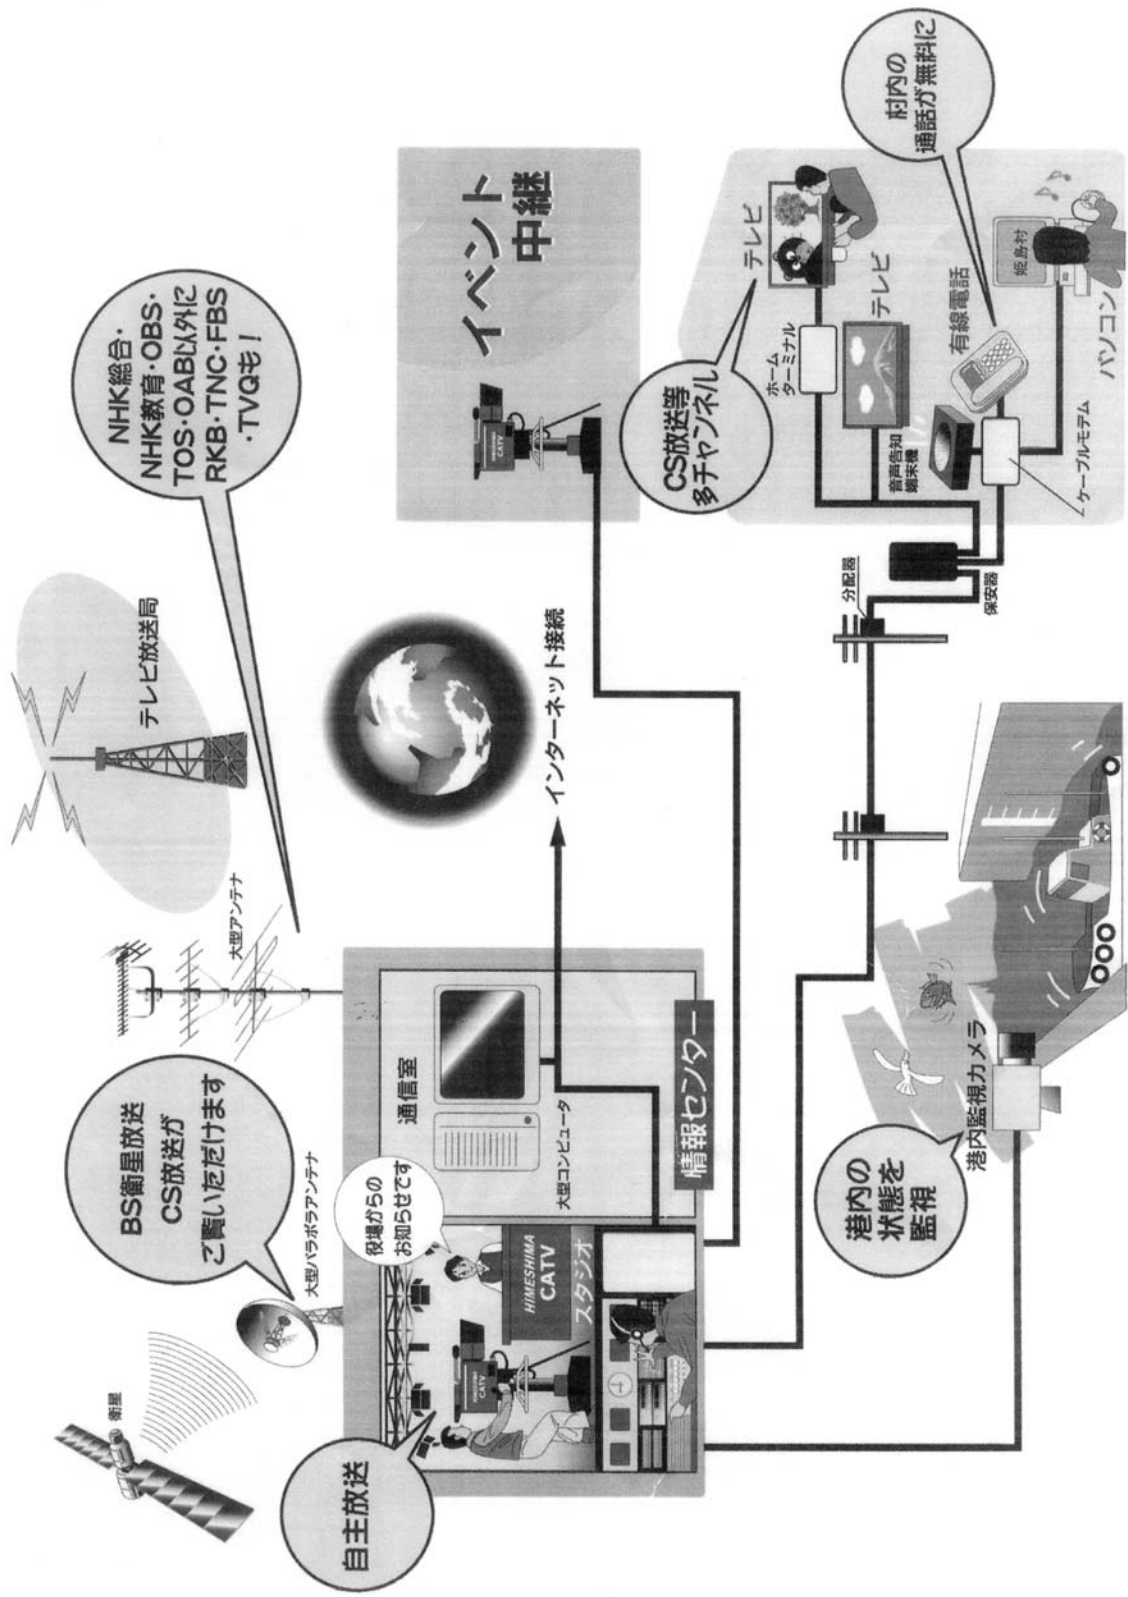 衛星
BS衛星放送
CS放送が
ご覧いただけます
大型パラボラアンテナ
大型アンテナ
テレビ放送局
NHK総合・
NHK教育・OBS・
TOS・OAB以外に
RKB・TNC・FBS
・TVQも！
自主放送
役場からの
お知らせです
HIMESHIMA
CATV
スタジオ
HIMESHIMA
CATV
通信室
大型コンピュータ
情報センター
インターネット接続
イベント
中継
HIMESHIMA
CATV
港内の
状態を
監視
港内監視カメラ
分配器
保安器
CS放送等
多チャンネル
テレビ
ホーム
ターミナル
テレビ
音声告知
端末機
有線電話
ケーブルモデム
パソコン
姫島村
村内の
通話が無料に